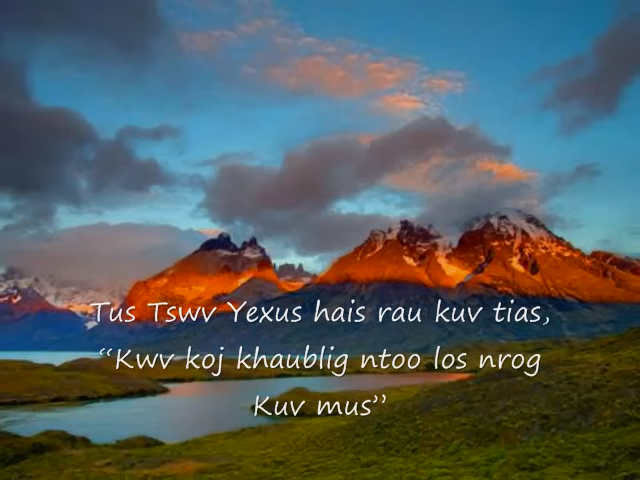 Tus Tswv Yexus hais rau kuv tias,
“Kwv koj khaublig ntoo los nrog
Kuv mus”